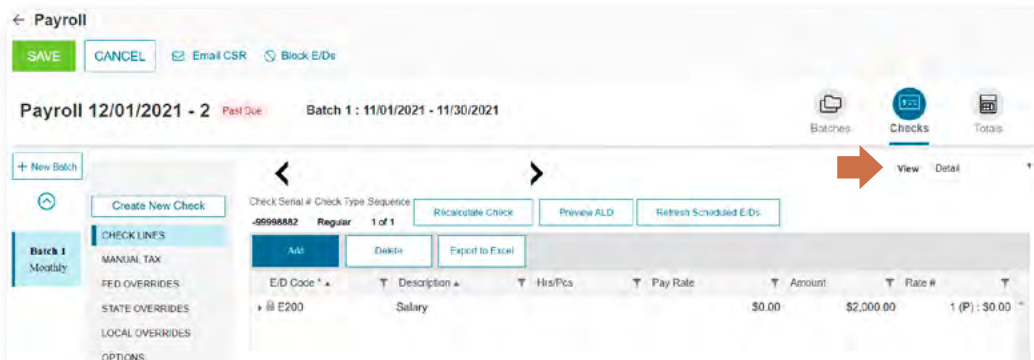 ← Payroll
SAVE CANCEL Email CSR Block E/Ds
Payroll 12/01/2021 - 2 Past Due Batch 1 : 11/01/2021 - 11/30/2021
Batches Checks Totals
+ New Batch
View Detail
Create New Check
Check Serial # Check Type Sequence
-99998882 Regular 1 of 1
Recalculate Check Preview ALD Refresh Scheduled E/Ds
Batch 1
Monthly
CHECK LINES
MANUAL TAX
FED OVERRIDES
STATE OVERRIDES
LOCAL OVERRIDES
OPTIONS
Add Delete Export to Excel
E/D Code * Description Hrs/Pcs Pay Rate Amount Rate #
E200 Salary $0.00 $2,000.00 1 (P) : $0.00